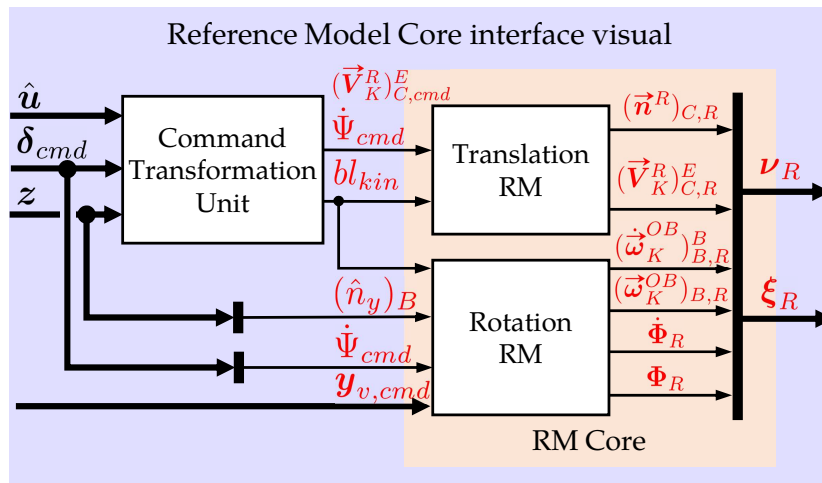 Reference Model Core interface visual
û
δ_cmd
z
Command
Transformation
Unit
(V⃗_K^R)_{C,cmd}^E
Ψ̇_cmd
bl_kin
(n̂_y)_B
Ψ̇_cmd
y_{v,cmd}
Translation
RM
Rotation
RM
(n⃗^R)_{C,R}
(V⃗_K^R)_{C,R}^E
(ω⃗̇_K^{OB})_{B,R}^B
(ω⃗_K^{OB})_{B,R}
Φ̇_R
Φ_R
RM Core
ν_R
ξ_R